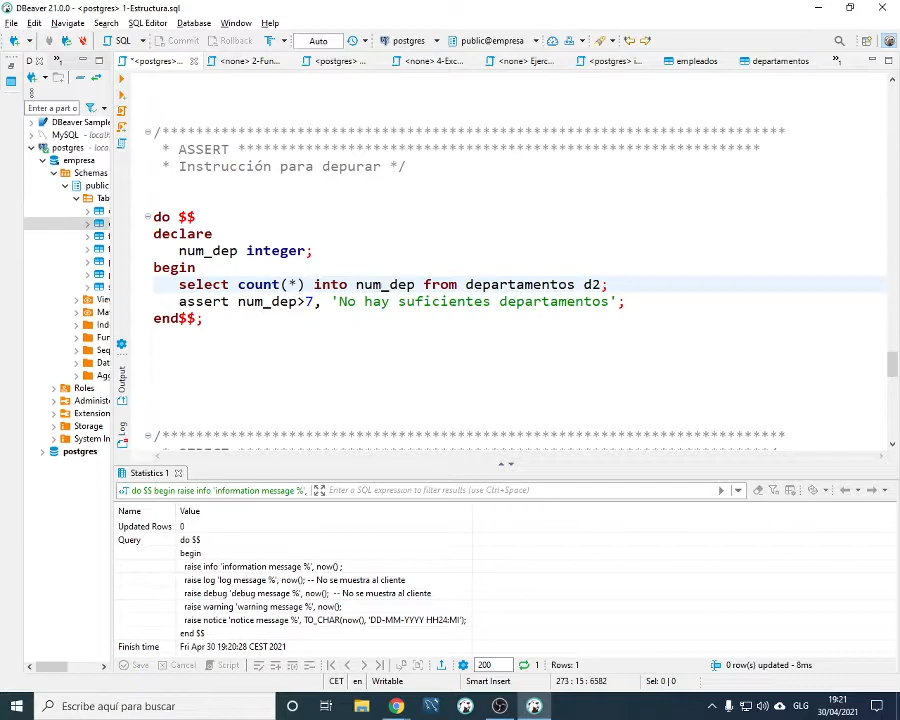 DBeaver 21.0.0 - <postgres> 1-Estructura.sql
File Edit Navigate Search SQL Editor Database Window Help
SQL Commit Rollback T Auto postgres public@empresa
D *<postgres>... <none> 2-Fun... <postgres> ... <none> 4-Exc... <none> Ejerc... <postgres> i... empleados departamentos
Enter a part o
DBeaver Sample
MySQL - localh
postgres - loca
empresa
Schemas
public
Tab
View
Ma
Ind
Fun
Seq
Dat
Agg
Roles
Administ
Extension
Storage
System In
postgres
/***************************************************************************
* ASSERT **************************************************************
* Instrucción para depurar */
do $$
declare
num_dep integer;
begin
select count(*) into num_dep from departamentos d2;
assert num_dep>7, 'No hay suficientes departamentos';
end$$;
/***************************************************************************
Output
Log
Statistics 1
do $$ begin raise info 'information message %', Enter a SQL expression to filter results (use Ctrl+Space)
Name Value
Updated Rows 0
Query do $$
begin
raise info 'information message %', now() ;
raise log 'log message %', now(); -- No se muestra al cliente
raise debug 'debug message %', now(); -- No se muestra al cliente
raise warning 'warning message %', now();
raise notice 'notice message %', TO_CHAR(now(), 'DD-MM-YYYY HH24:MI');
end $$
Finish time Fri Apr 30 19:20:28 CEST 2021
Save Cancel Script 200 1 Rows: 1 0 row(s) updated - 8ms
CET en Writable Smart Insert 273 : 15 : 6582 Sel: 0 | 0
Escribe aquí para buscar
GLG
19:21
30/04/2021